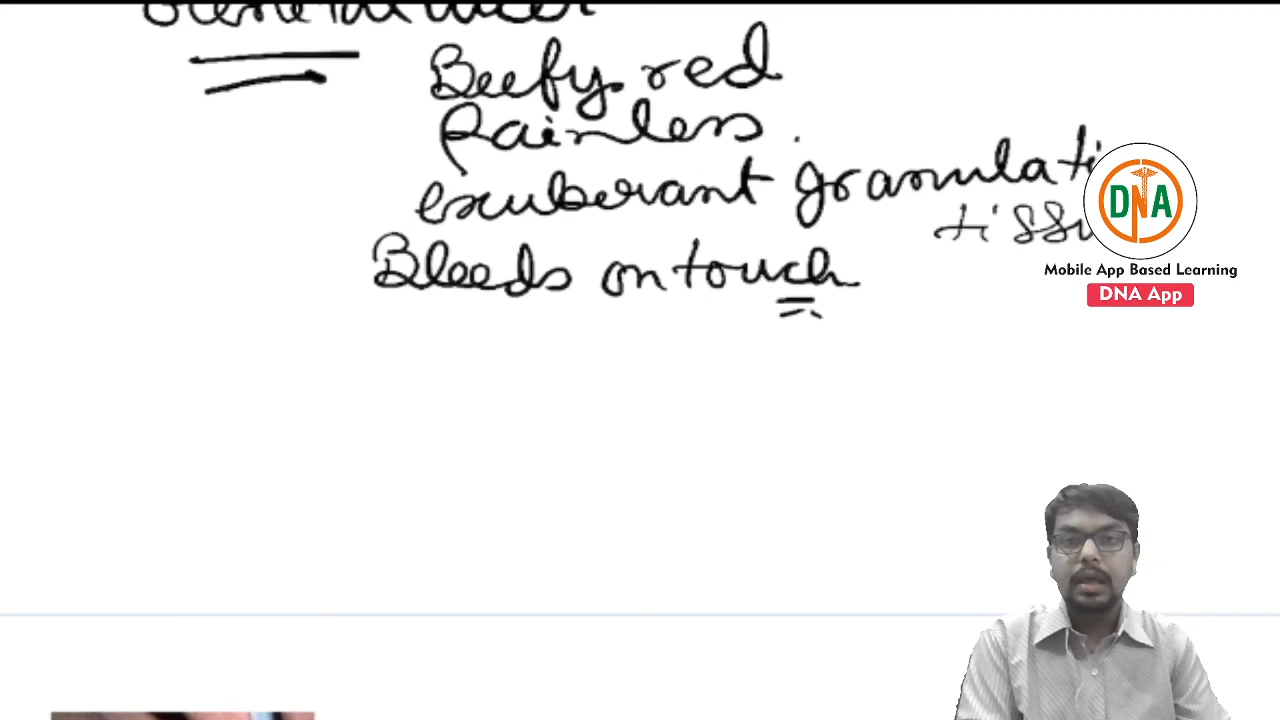 Beefy red
Painless.
exuberant granulati
tissu
Bleeds on touch
DNA
Mobile App Based Learning
DNA App